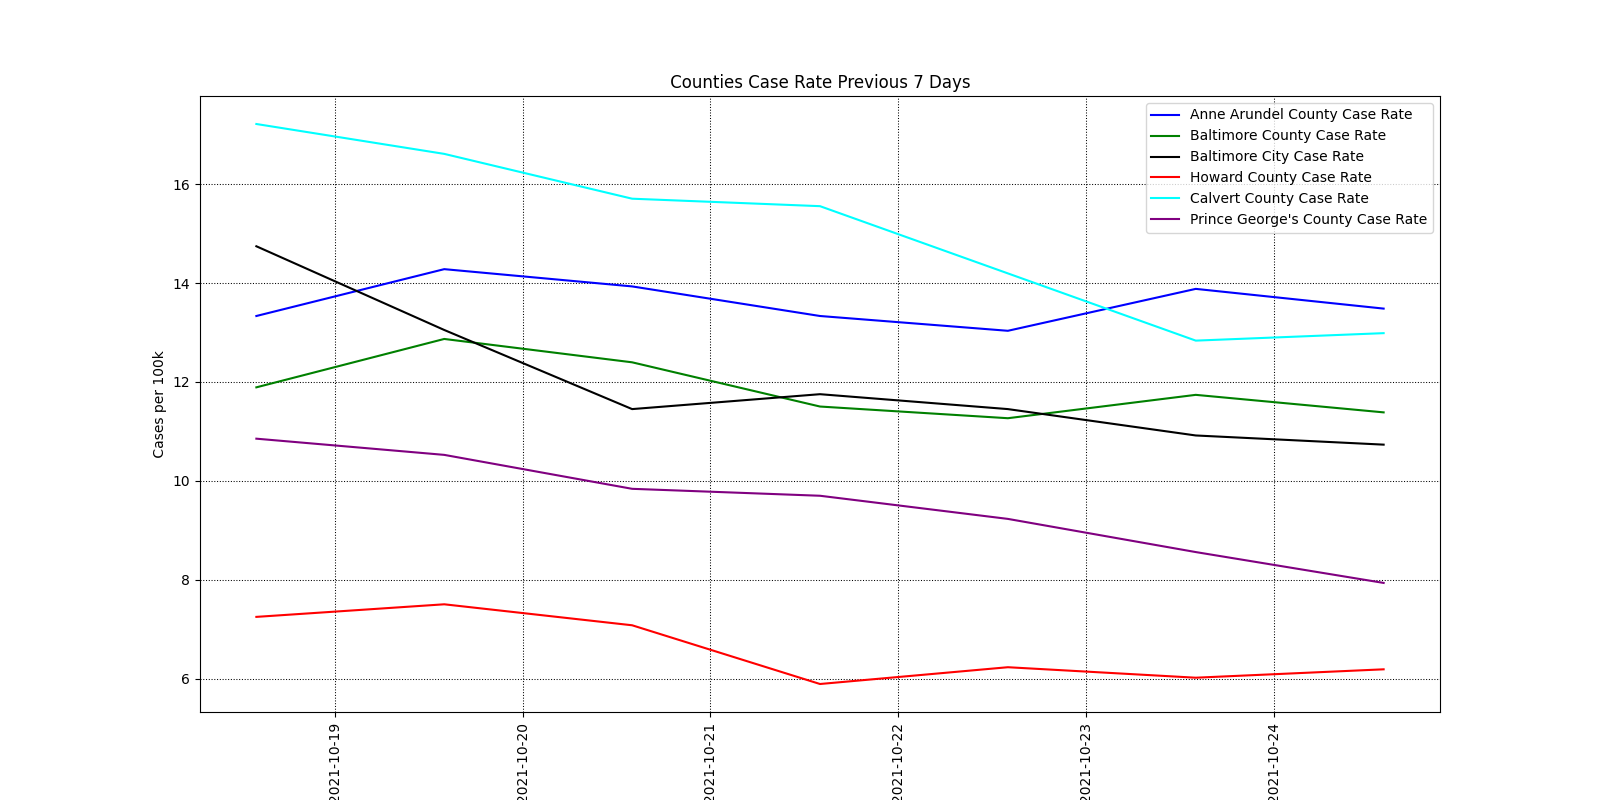 Counties Case Rate Previous 7 Days
Anne Arundel County Case Rate
Baltimore County Case Rate
Baltimore City Case Rate
Howard County Case Rate
Calvert County Case Rate
Prince George's County Case Rate
Cases per 100k
16
14
12
10
8
6
2021-10-19
2021-10-20
2021-10-21
2021-10-22
2021-10-23
2021-10-24